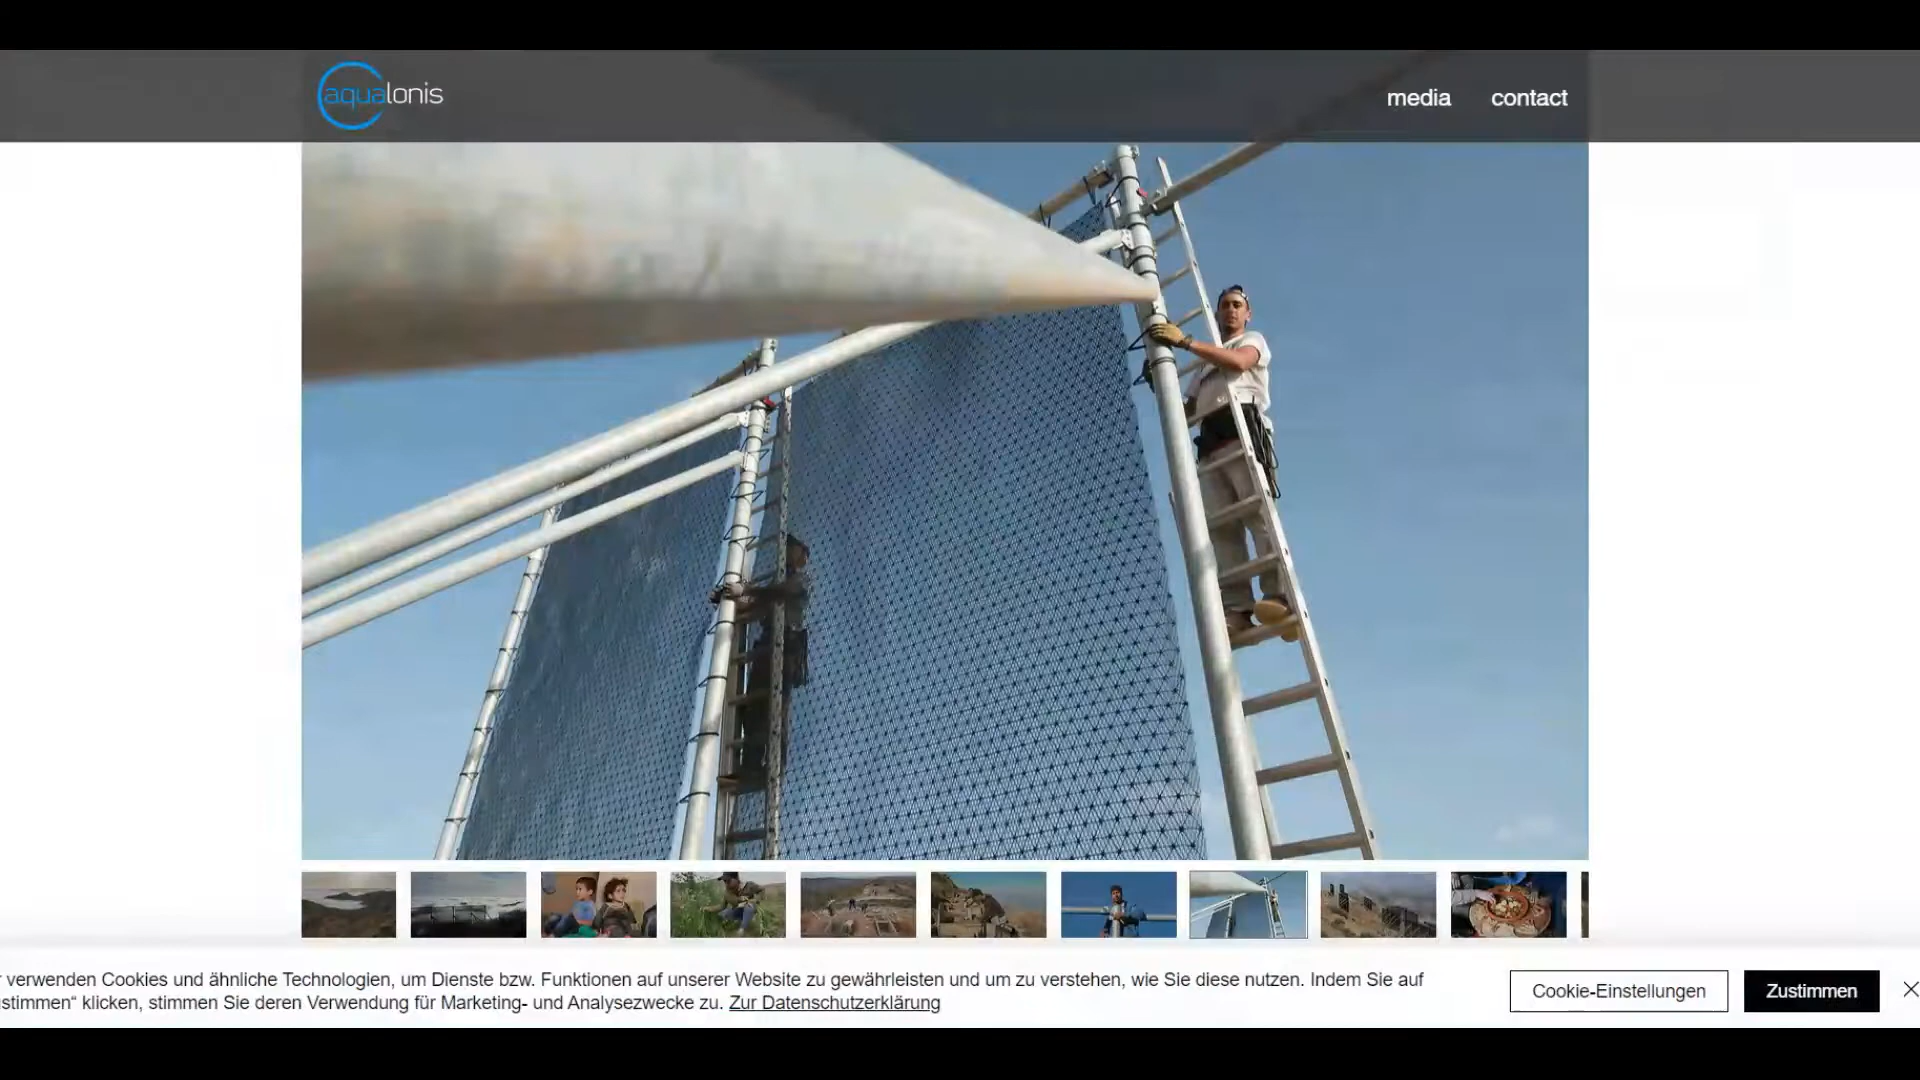 aqualonis
media
contact
verwenden Cookies und ähnliche Technologien, um Dienste bzw. Funktionen auf unserer Website zu gewährleisten und um zu verstehen, wie Sie diese nutzen. Indem Sie auf
stimmen“ klicken, stimmen Sie deren Verwendung für Marketing- und Analysezwecke zu. Zur Datenschutzerklärung
Cookie-Einstellungen
Zustimmen